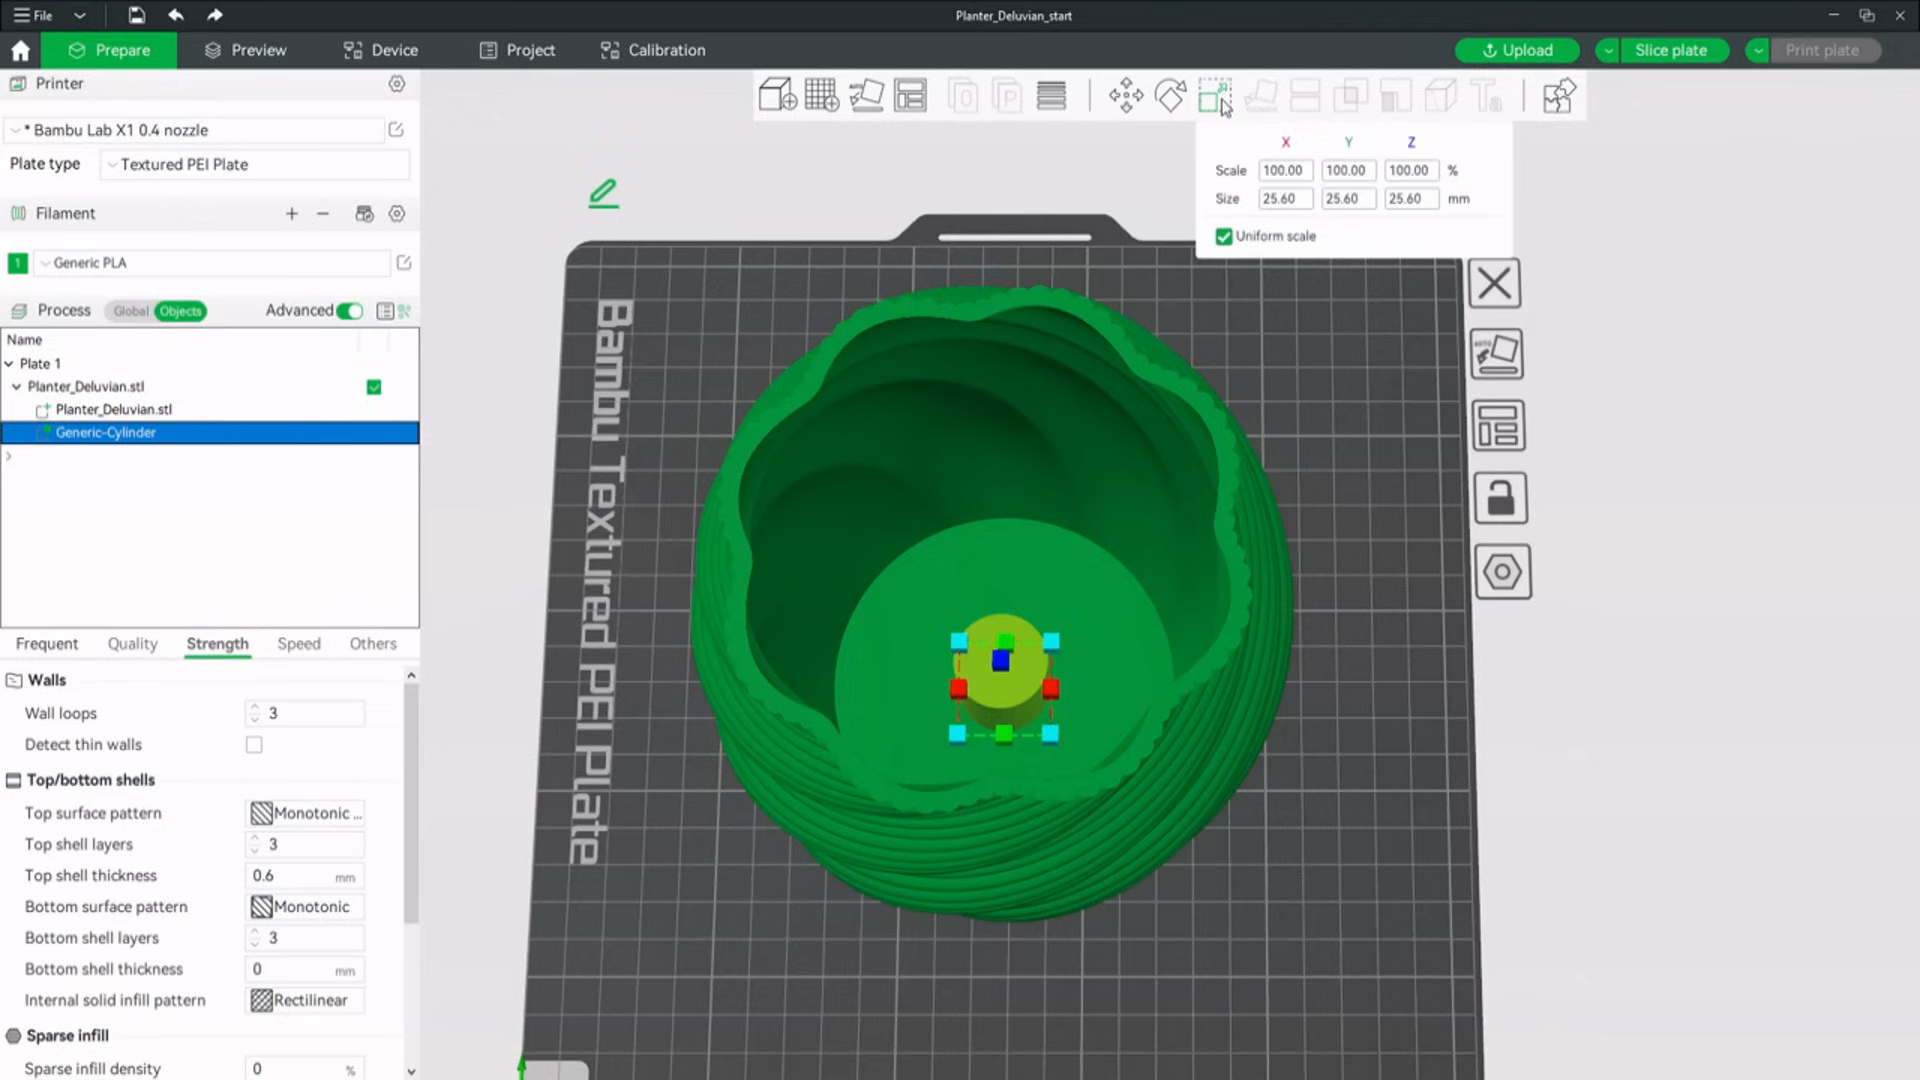 File
Planter_Deluvian_start
Prepare
Preview
Device
Project
Calibration
Upload
Slice plate
Print plate
Printer
* Bambu Lab X1 0.4 nozzle
Plate type
Textured PEI Plate
Filament
1
Generic PLA
Process
Global
Objects
Advanced
Name
Plate 1
Planter_Deluvian.stl
Planter_Deluvian.stl
Generic-Cylinder
Frequent
Quality
Strength
Speed
Others
Walls
Wall loops
3
Detect thin walls
Top/bottom shells
Top surface pattern
Monotonic ...
Top shell layers
3
Top shell thickness
0.6
mm
Bottom surface pattern
Monotonic
Bottom shell layers
3
Bottom shell thickness
0
mm
Internal solid infill pattern
Rectilinear
Sparse infill
Sparse infill density
0
%
X Y Z
Scale 100.00 100.00 100.00 %
Size 25.60 25.60 25.60 mm
Uniform scale
AUTO
Bambu Textured PEI Plate